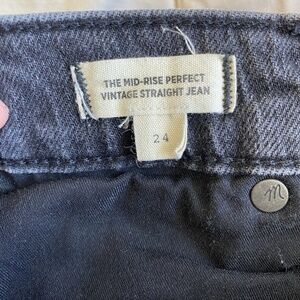 THE MID-RISE PERFECT
VINTAGE STRAIGHT JEAN
24
M